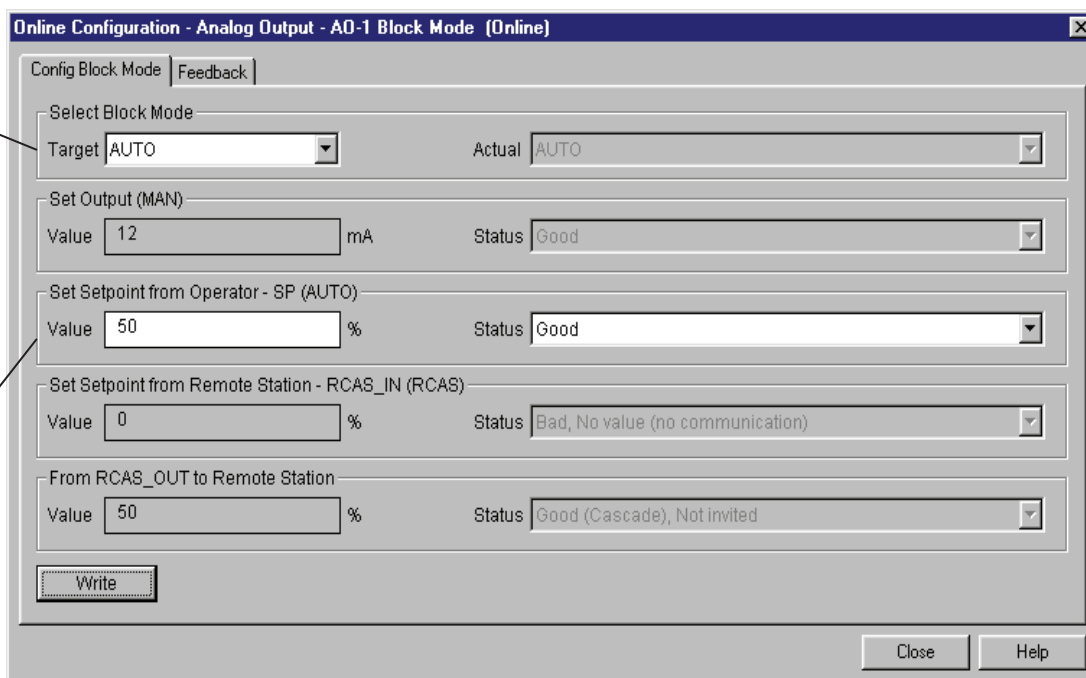 Online Configuration - Analog Output - AO-1 Block Mode (Online)
Config Block Mode Feedback
Select Block Mode
Target AUTO Actual AUTO
Set Output (MAN)
Value 12 mA Status Good
Set Setpoint from Operator - SP (AUTO)
Value 50 % Status Good
Set Setpoint from Remote Station - RCAS_IN (RCAS)
Value 0 % Status Bad, No value (no communication)
From RCAS_OUT to Remote Station
Value 50 % Status Good (Cascade), Not invited
Write
Close Help